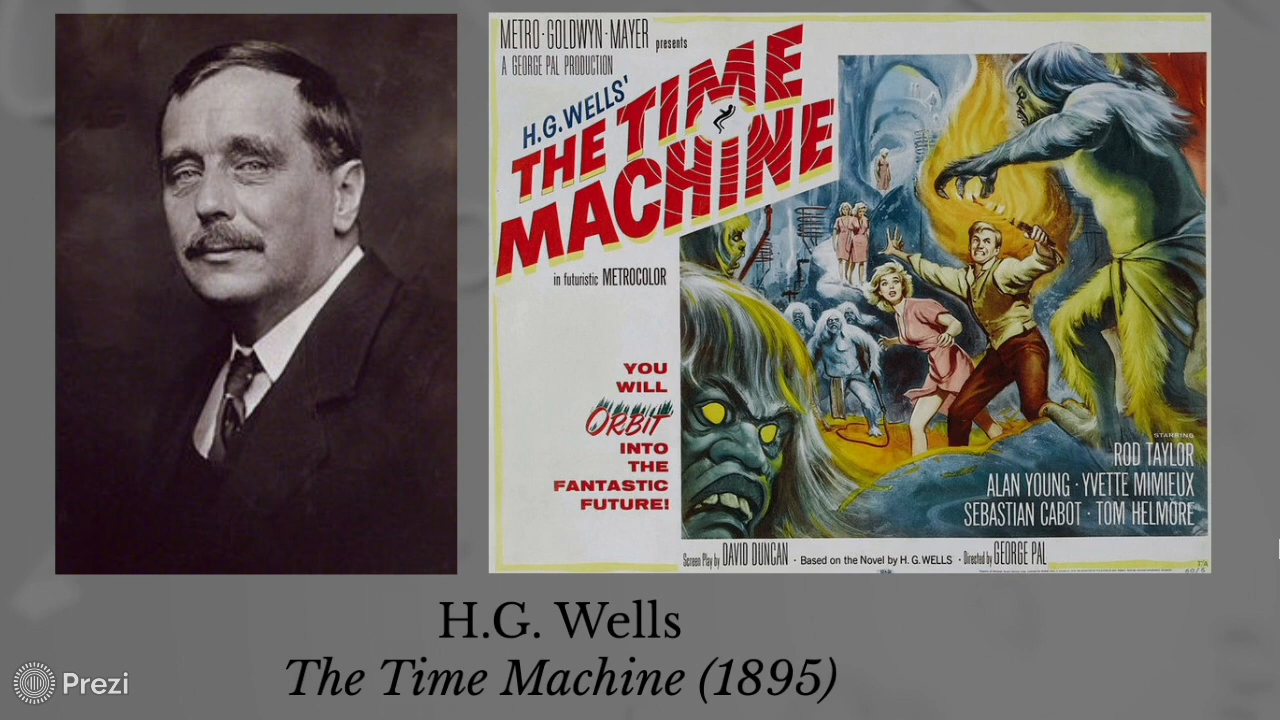 METRO-GOLDWYN-MAYER presents
A GEORGE PAL PRODUCTION
H.G.WELLS'
THE TIME
MACHINE
in futuristic METROCOLOR
YOU
WILL
ORBIT
INTO
THE
FANTASTIC
FUTURE!
STARRING
ROD TAYLOR
ALAN YOUNG · YVETTE MIMIEUX
SEBASTIAN CABOT · TOM HELMORE
Screen Play by DAVID DUNCAN · Based on the Novel by H. G. WELLS · Directed by GEORGE PAL
H.G. Wells
The Time Machine (1895)
Prezi